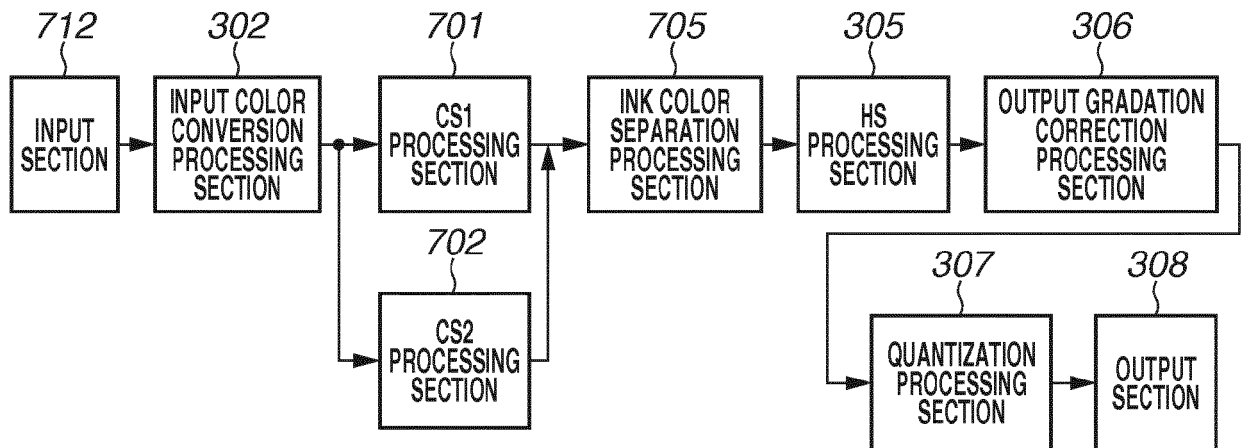 712
302
701
705
305
306
INPUT
SECTION
INPUT COLOR
CONVERSION
PROCESSING
SECTION
CS1
PROCESSING
SECTION
INK COLOR
SEPARATION
PROCESSING
SECTION
HS
PROCESSING
SECTION
OUTPUT GRADATION
CORRECTION
PROCESSING
SECTION
702
307
308
CS2
PROCESSING
SECTION
QUANTIZATION
PROCESSING
SECTION
OUTPUT
SECTION